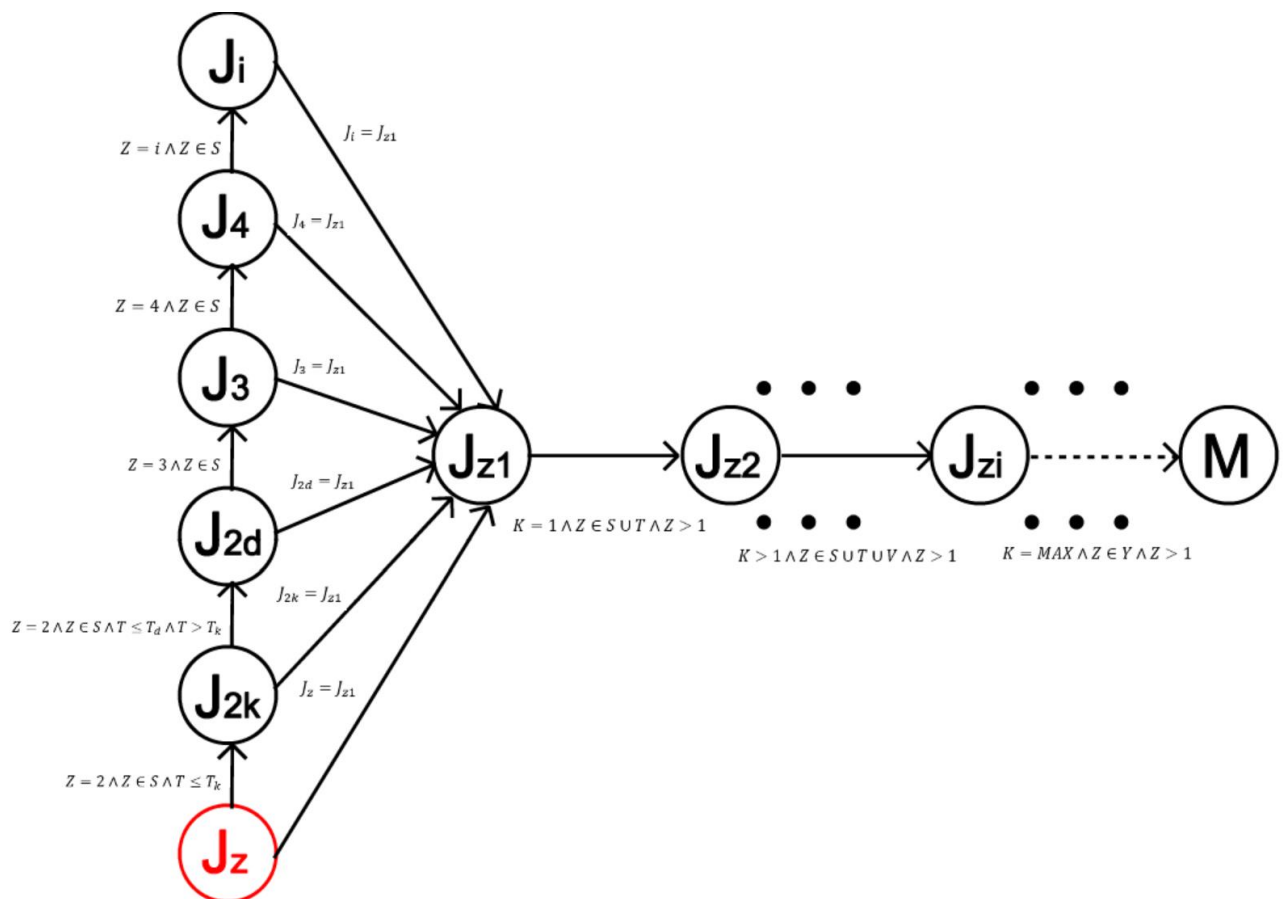 Ji
Ji = Jz1
Z = i ∧ Z ∈ S
J4
J4 = Jz1
Z = 4 ∧ Z ∈ S
J3
J3 = Jz1
Z = 3 ∧ Z ∈ S
Jz1
Jz2
Jzi
M
J2d = Jz1
K = 1 ∧ Z ∈ S ∪ T ∧ Z > 1
J2d
K > 1 ∧ Z ∈ S ∪ T ∪ V ∧ Z > 1
K = MAX ∧ Z ∈ Y ∧ Z > 1
J2k = Jz1
Z = 2 ∧ Z ∈ S ∧ T ≤ Td ∧ T > Tk
J2k
Jz = Jz1
Z = 2 ∧ Z ∈ S ∧ T ≤ Tk
Jz